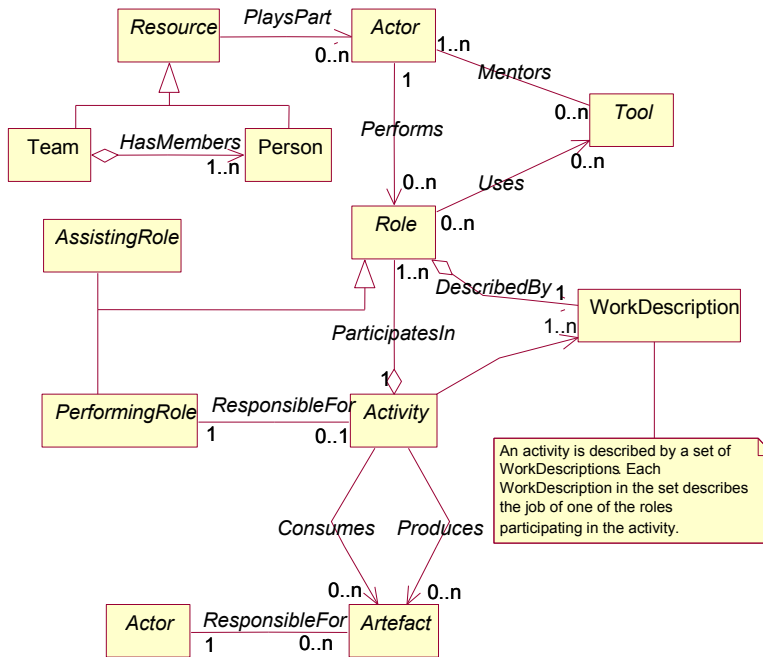 Resource
PlaysPart
0..n
Actor
1..n
Mentors
0..n
Tool
1
Performs
0..n
Team
HasMembers
1..n
Person
Uses
0..n
0..n
Role
AssistingRole
1..n
DescribedBy
1
1..n
WorkDescription
ParticipatesIn
1
PerformingRole
ResponsibleFor
1
0..1
Activity
An activity is described by a set of
WorkDescriptions. Each
WorkDescription in the set describes
the job of one of the roles
participating in the activity.
Consumes
Produces
0..n
0..n
Actor
ResponsibleFor
1
0..n
Artefact